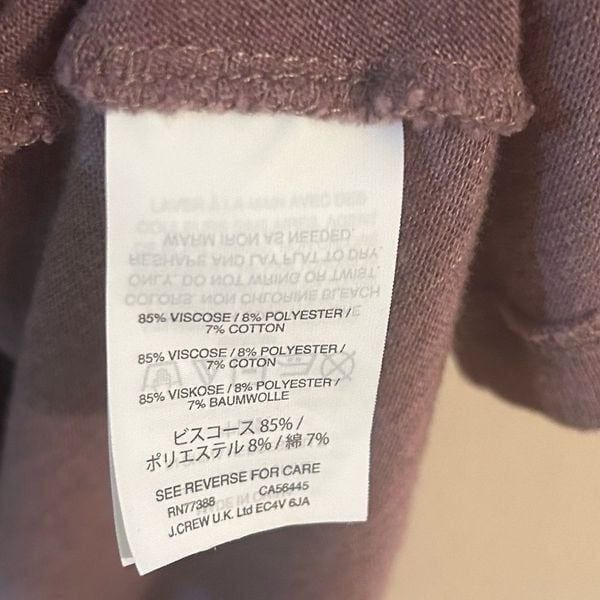 85% VISCOSE / 8% POLYESTER /
7% COTTON
85% VISCOSE / 8% POLYESTER /
7% COTON
85% VISKOSE / 8% POLYESTER /
7% BAUMWOLLE
ビスコース 85% /
ポリエステル 8% / 綿 7%
SEE REVERSE FOR CARE
RN77388 CA56445
J.CREW U.K. Ltd EC4V 6JA